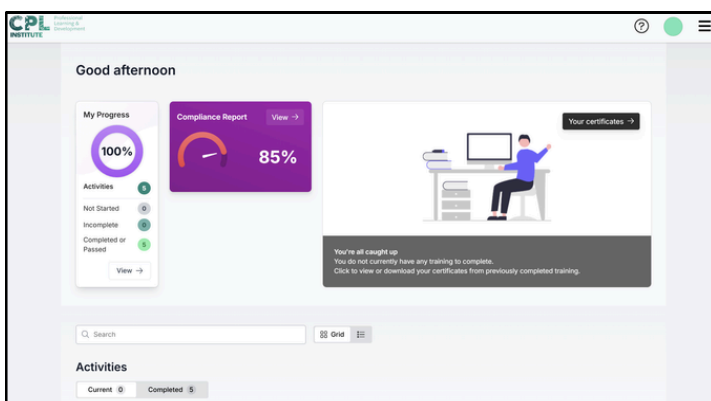 CPL
INSTITUTE
Professional
Learning &
Development
?
Good afternoon
My Progress
100%
Activities 5
Not Started 0
Incomplete 0
Completed or
Passed 5
View →
Compliance Report View →
85%
Your certificates →
You're all caught up
You do not currently have any training to complete.
Click to view or download your certificates from previously completed training.
Search
Grid
Activities
Current 0 Completed 5